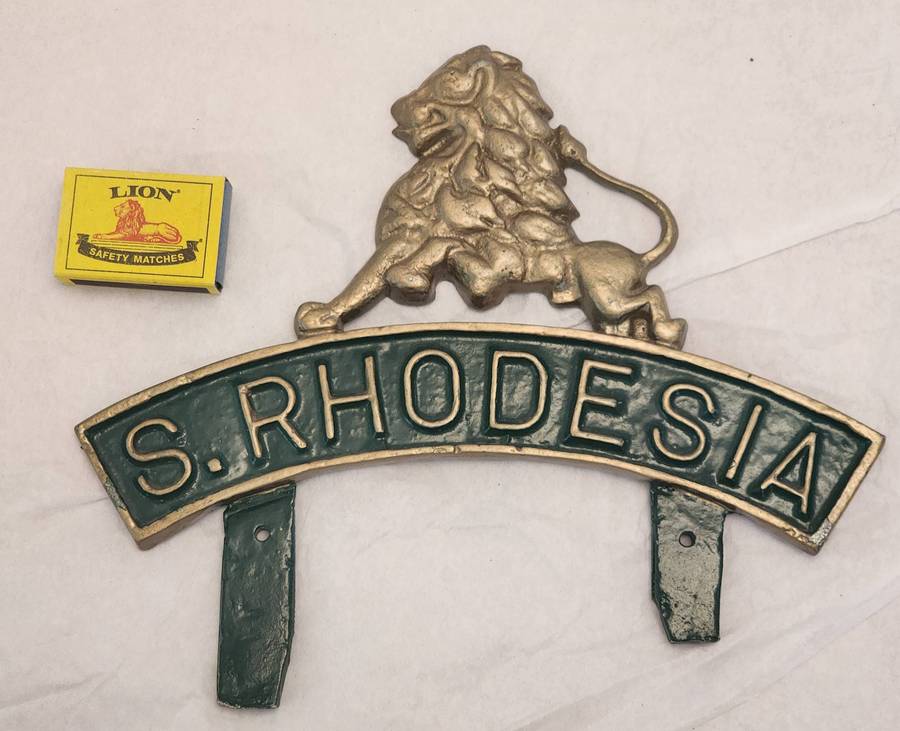 LION
SAFETY MATCHES
S. RHODESIA